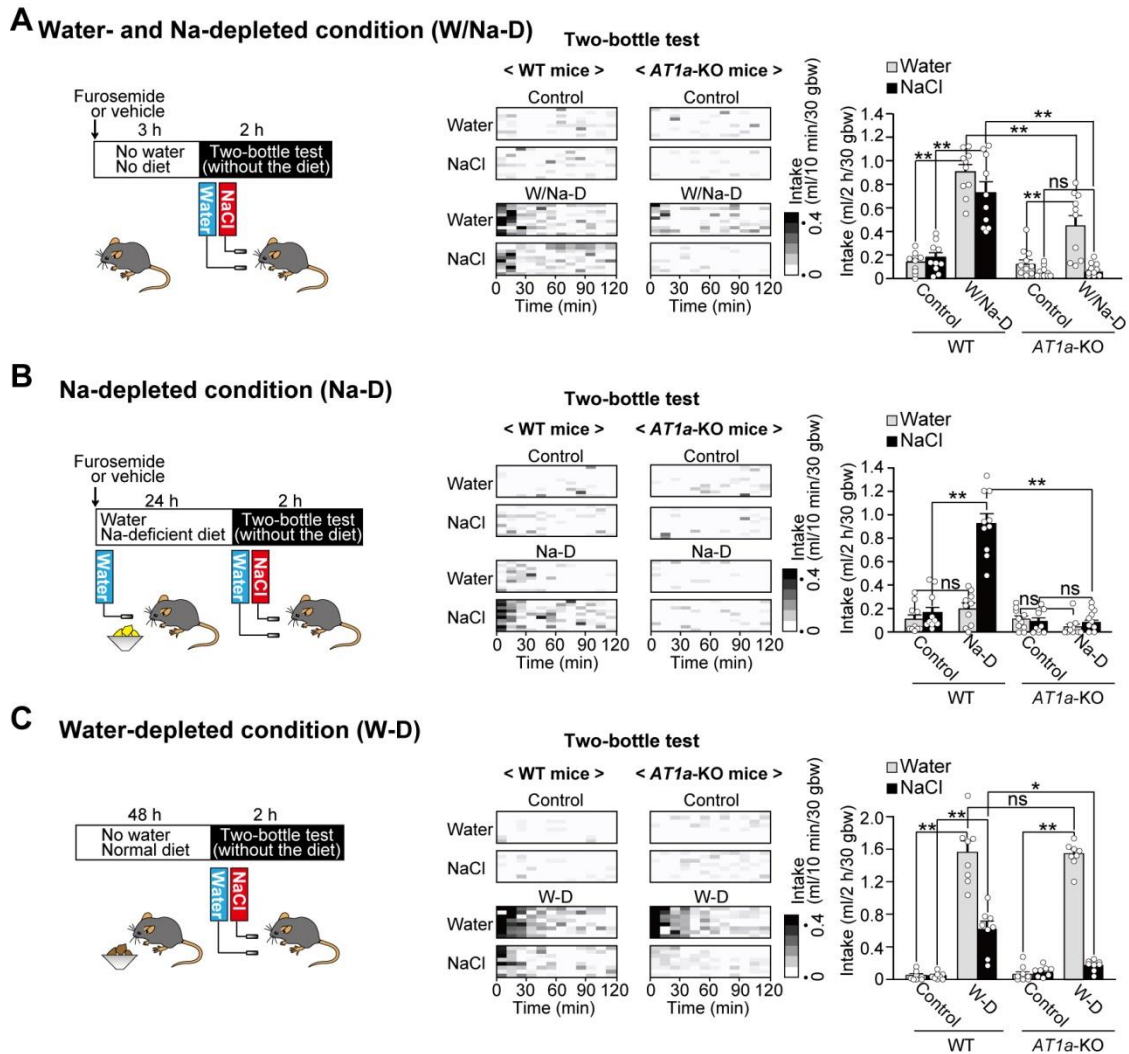 A Water- and Na-depleted condition (W/Na-D)
Furosemide
or vehicle
3 h
2 h
No water
No diet
Two-bottle test
(without the diet)
Water
NaCl
Two-bottle test
< WT mice >
< AT1a-KO mice >
Control
Control
Water
NaCl
W/Na-D
W/Na-D
Water
NaCl
0 30 60 90 120
0 30 60 90 120
Time (min)
Time (min)
Intake
(ml/10 min/30 gbw)
0.4
0
Water
NaCl
Intake (ml/2 h/30 gbw)
1.4
1.2
1.0
0.8
0.6
0.4
0.2
0
**
**
**
**
**
ns
Control
W/Na-D
Control
W/Na-D
WT
AT1a-KO
B Na-depleted condition (Na-D)
Furosemide
or vehicle
24 h
2 h
Water
Na-deficient diet
Two-bottle test
(without the diet)
Water
Water
NaCl
Two-bottle test
< WT mice >
< AT1a-KO mice >
Control
Control
Water
NaCl
Na-D
Na-D
Water
NaCl
0 30 60 90 120
0 30 60 90 120
Time (min)
Time (min)
Intake
(ml/10 min/30 gbw)
0.4
0
Water
NaCl
Intake (ml/2 h/30 gbw)
1.4
1.2
1.0
0.8
0.6
0.4
0.2
0
**
**
ns
ns
ns
Control
Na-D
Control
Na-D
WT
AT1a-KO
C Water-depleted condition (W-D)
48 h
2 h
No water
Normal diet
Two-bottle test
(without the diet)
Water
NaCl
Two-bottle test
< WT mice >
< AT1a-KO mice >
Control
Control
Water
NaCl
W-D
W-D
Water
NaCl
0 30 60 90 120
0 30 60 90 120
Time (min)
Time (min)
Intake
(ml/10 min/30 gbw)
0.4
0
Water
NaCl
Intake (ml/2 h/30 gbw)
2.0
1.6
1.2
0.8
0.4
0
*
ns
**
**
**
Control
W-D
Control
W-D
WT
AT1a-KO